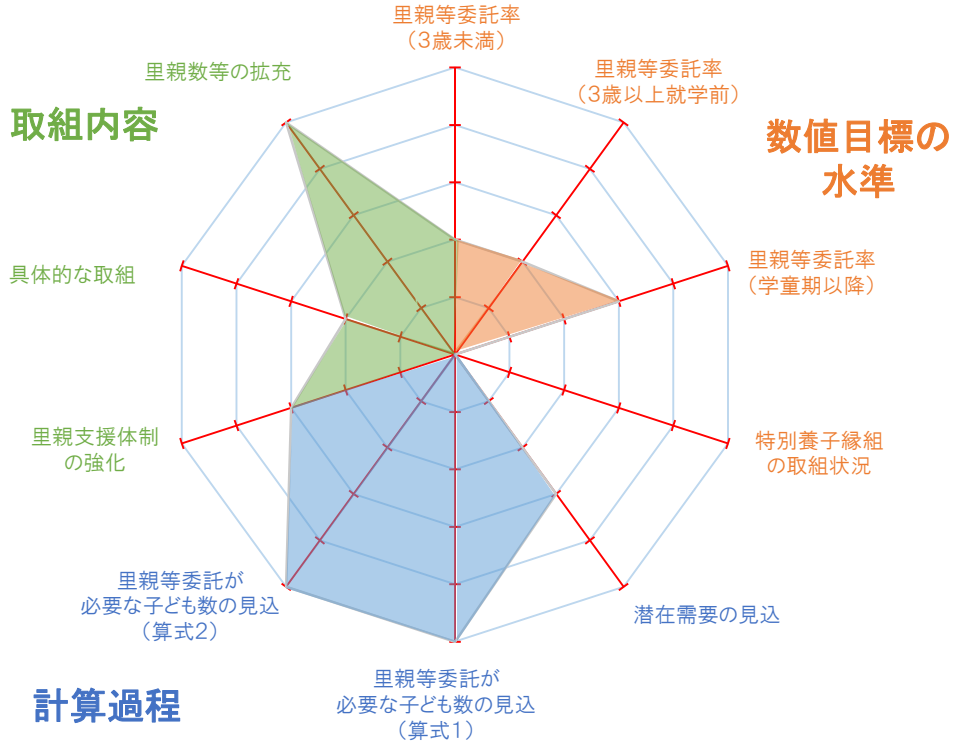 里親等委託率
（3歳未満）
里親等委託率
（3歳以上就学前）
数値目標の
水準
里親等委託率
（学童期以降）
特別養子縁組
の取組状況
潜在需要の見込
里親等委託が
必要な子ども数の見込
（算式1）
里親等委託が
必要な子ども数の見込
（算式2）
計算過程
里親支援体制
の強化
具体的な取組
取組内容
里親数等の拡充